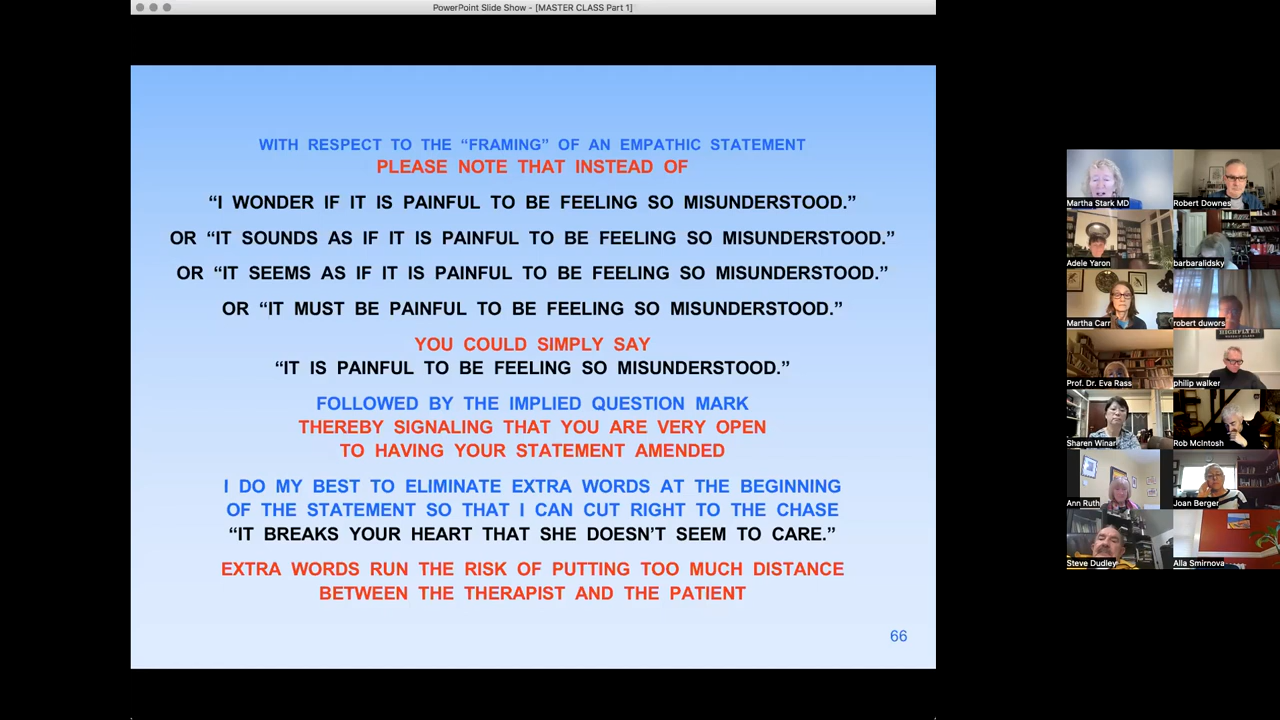 PowerPoint Slide Show - [MASTER CLASS Part 1]
WITH RESPECT TO THE “FRAMING” OF AN EMPATHIC STATEMENT
PLEASE NOTE THAT INSTEAD OF
“I WONDER IF IT IS PAINFUL TO BE FEELING SO MISUNDERSTOOD.”
OR “IT SOUNDS AS IF IT IS PAINFUL TO BE FEELING SO MISUNDERSTOOD.”
OR “IT SEEMS AS IF IT IS PAINFUL TO BE FEELING SO MISUNDERSTOOD.”
OR “IT MUST BE PAINFUL TO BE FEELING SO MISUNDERSTOOD.”
YOU COULD SIMPLY SAY
“IT IS PAINFUL TO BE FEELING SO MISUNDERSTOOD.”
FOLLOWED BY THE IMPLIED QUESTION MARK
THEREBY SIGNALING THAT YOU ARE VERY OPEN
TO HAVING YOUR STATEMENT AMENDED
I DO MY BEST TO ELIMINATE EXTRA WORDS AT THE BEGINNING
OF THE STATEMENT SO THAT I CAN CUT RIGHT TO THE CHASE
“IT BREAKS YOUR HEART THAT SHE DOESN’T SEEM TO CARE.”
EXTRA WORDS RUN THE RISK OF PUTTING TOO MUCH DISTANCE
BETWEEN THE THERAPIST AND THE PATIENT
66
Martha Stark MD
Robert Downes
Adele Yaron
barbaralidsky
Martha Carr
robert duwors
HIGHFLYER
Prof. Dr. Eva Rass
philip walker
Sharen Winar
Rob McIntosh
Ann Ruth
Joan Berger
Steve Dudley
Alla Smirnova